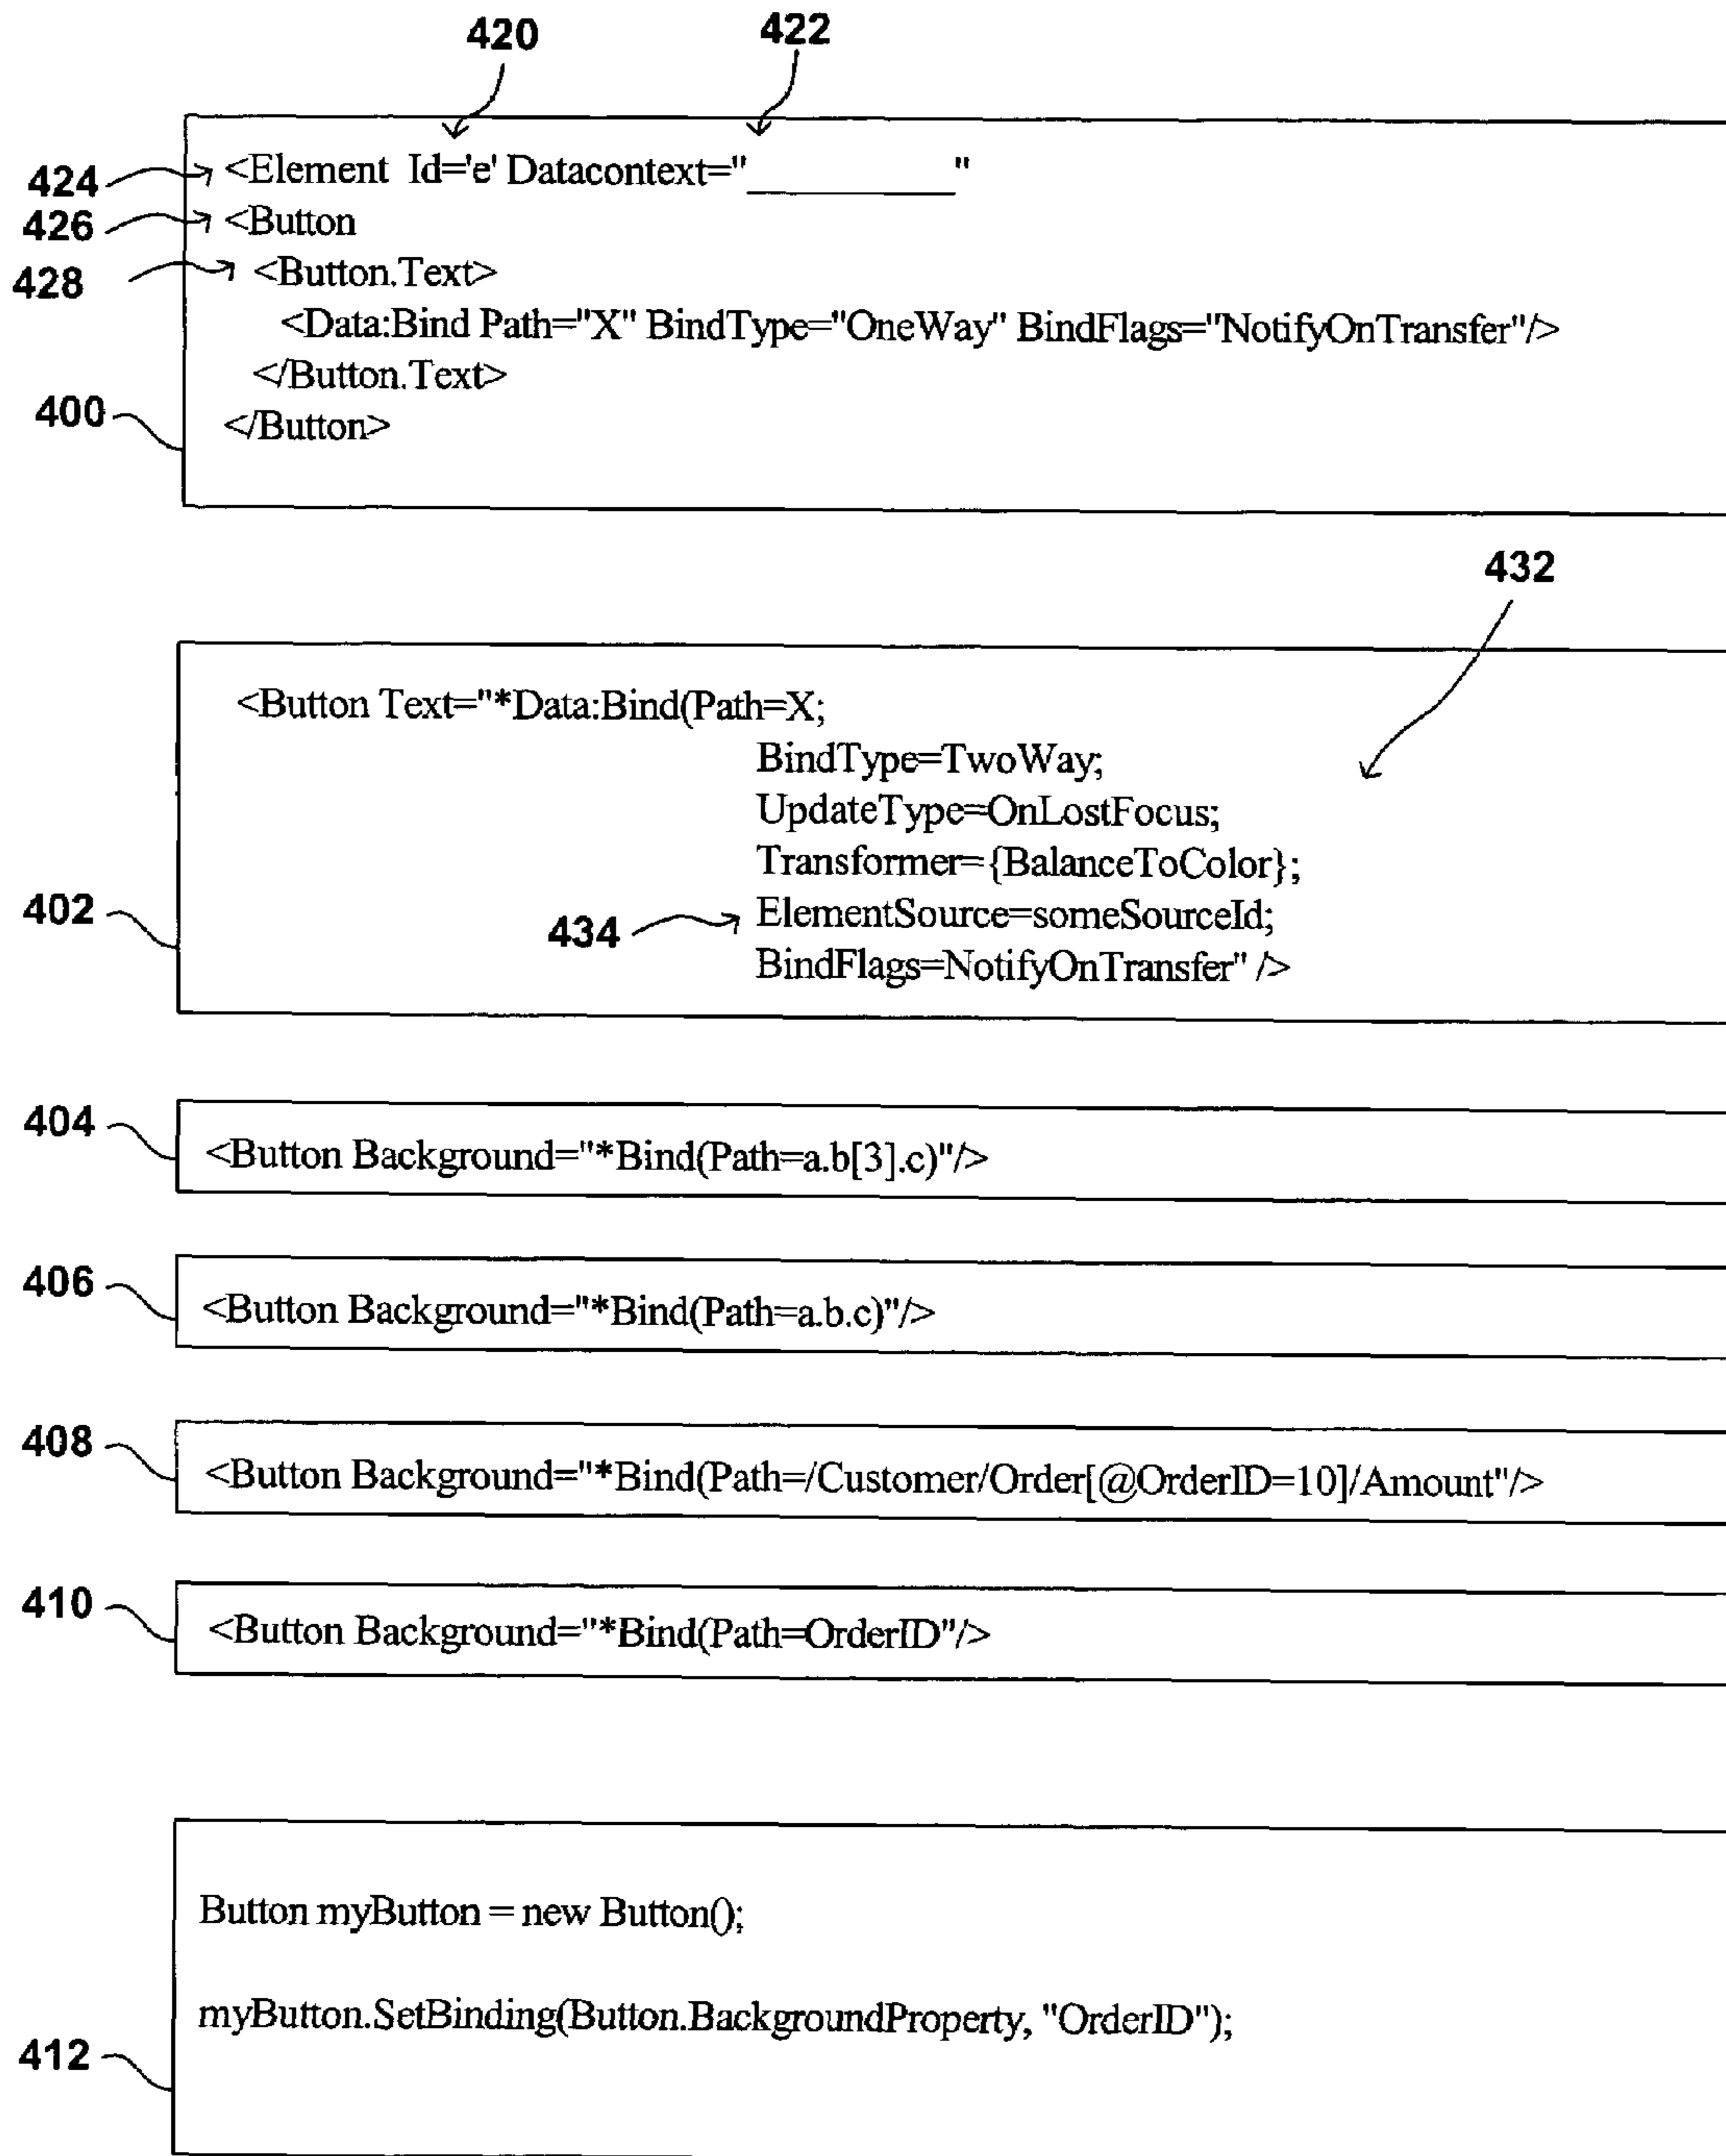 420 422
424 <Element Id='e' Datacontext="___________"
426 <Button
428 <Button.Text>
<Data:Bind Path="X" BindType="OneWay" BindFlags="NotifyOnTransfer"/>
</Button.Text>
400 </Button>
432
<Button Text="*Data:Bind(Path=X;
BindType=TwoWay;
UpdateType=OnLostFocus;
Transformer={BalanceToColor};
402 434 ElementSource=someSourceId;
BindFlags=NotifyOnTransfer" />
404 <Button Background="*Bind(Path=a.b[3].c)"/>
406 <Button Background="*Bind(Path=a.b.c)"/>
408 <Button Background="*Bind(Path=/Customer/Order[@OrderID=10]/Amount"/>
410 <Button Background="*Bind(Path=OrderID"/>
Button myButton = new Button();
myButton.SetBinding(Button.BackgroundProperty, "OrderID");
412